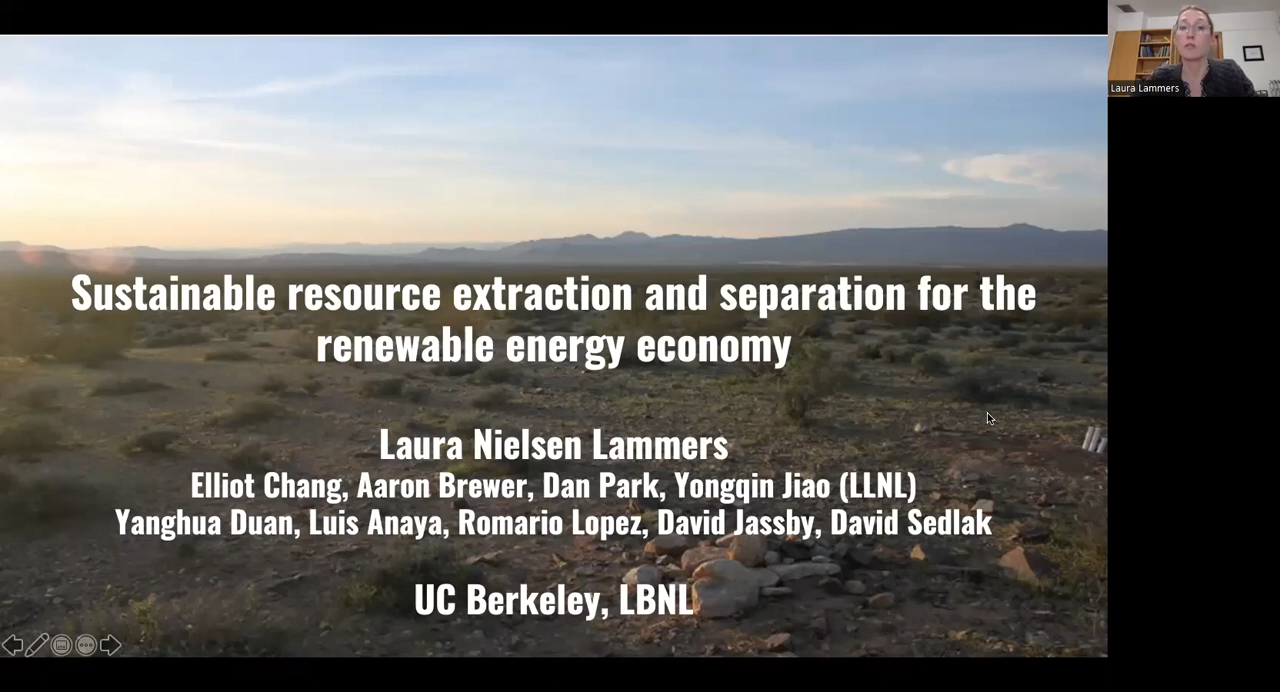 Laura Lammers
Sustainable resource extraction and separation for the
renewable energy economy
Laura Nielsen Lammers
Elliot Chang, Aaron Brewer, Dan Park, Yongqin Jiao (LLNL)
Yanghua Duan, Luis Anaya, Romario Lopez, David Jassby, David Sedlak
UC Berkeley, LBNL